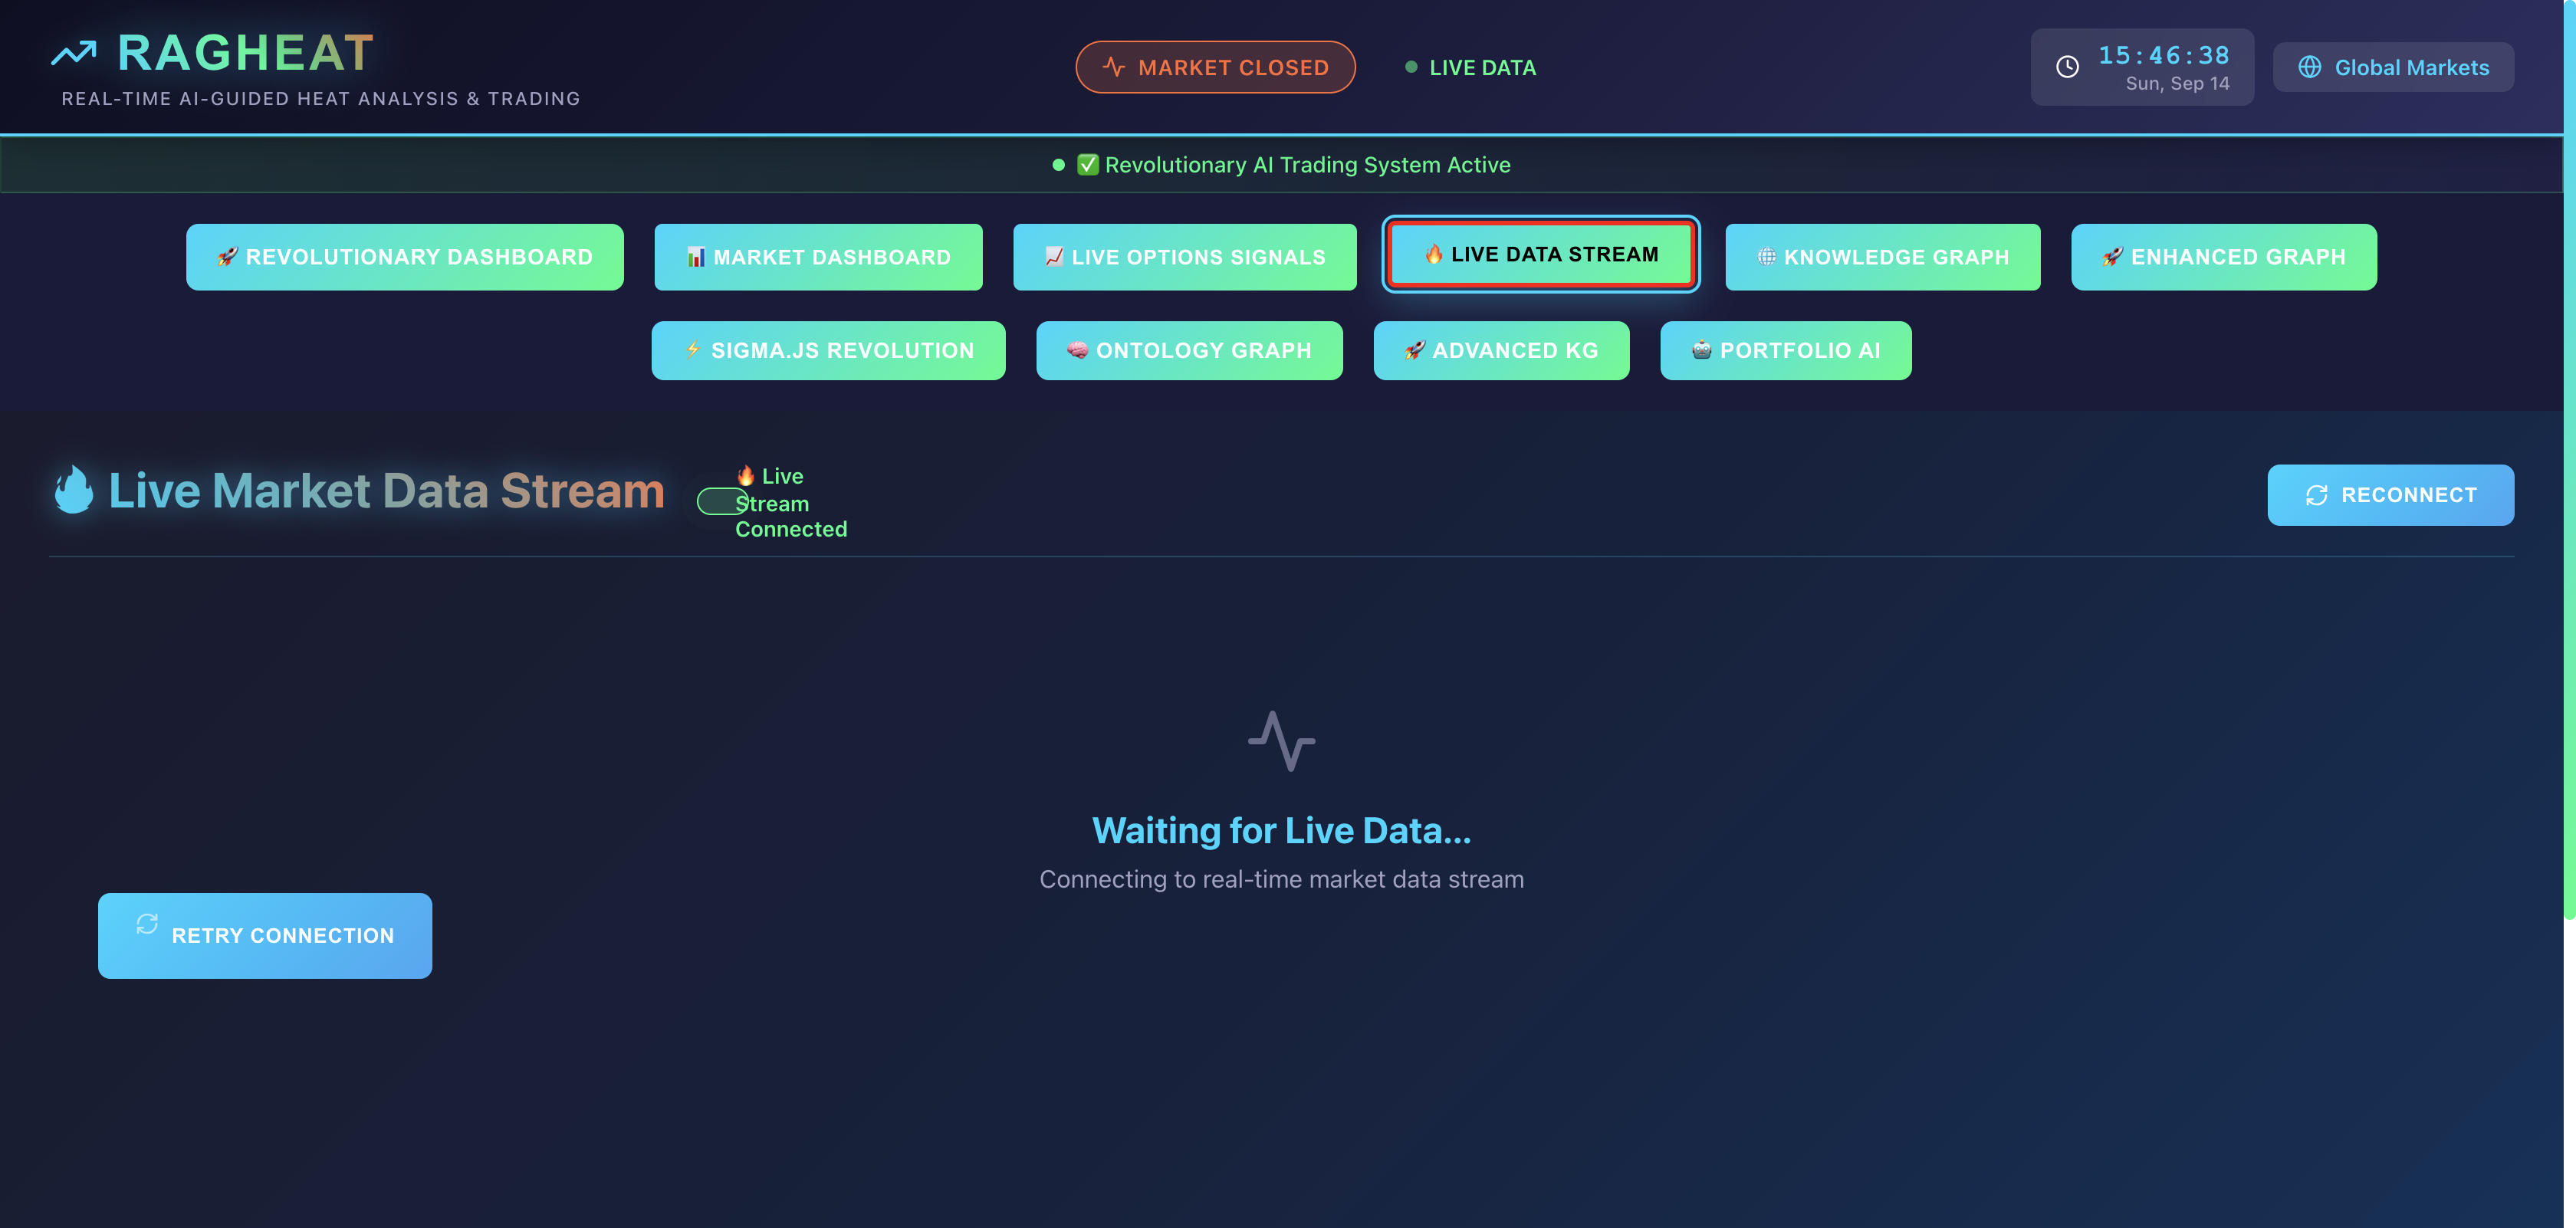 RAGHEAT
REAL-TIME AI-GUIDED HEAT ANALYSIS & TRADING
MARKET CLOSED
LIVE DATA
15:46:38
Sun, Sep 14
Global Markets
✅ Revolutionary AI Trading System Active
🚀 REVOLUTIONARY DASHBOARD
📊 MARKET DASHBOARD
📈 LIVE OPTIONS SIGNALS
🔥 LIVE DATA STREAM
🌐 KNOWLEDGE GRAPH
🚀 ENHANCED GRAPH
⚡ SIGMA.JS REVOLUTION
🧠 ONTOLOGY GRAPH
🚀 ADVANCED KG
🤖 PORTFOLIO AI
Live Market Data Stream
🔥 Live
Stream
Connected
RECONNECT
Waiting for Live Data...
Connecting to real-time market data stream
RETRY CONNECTION